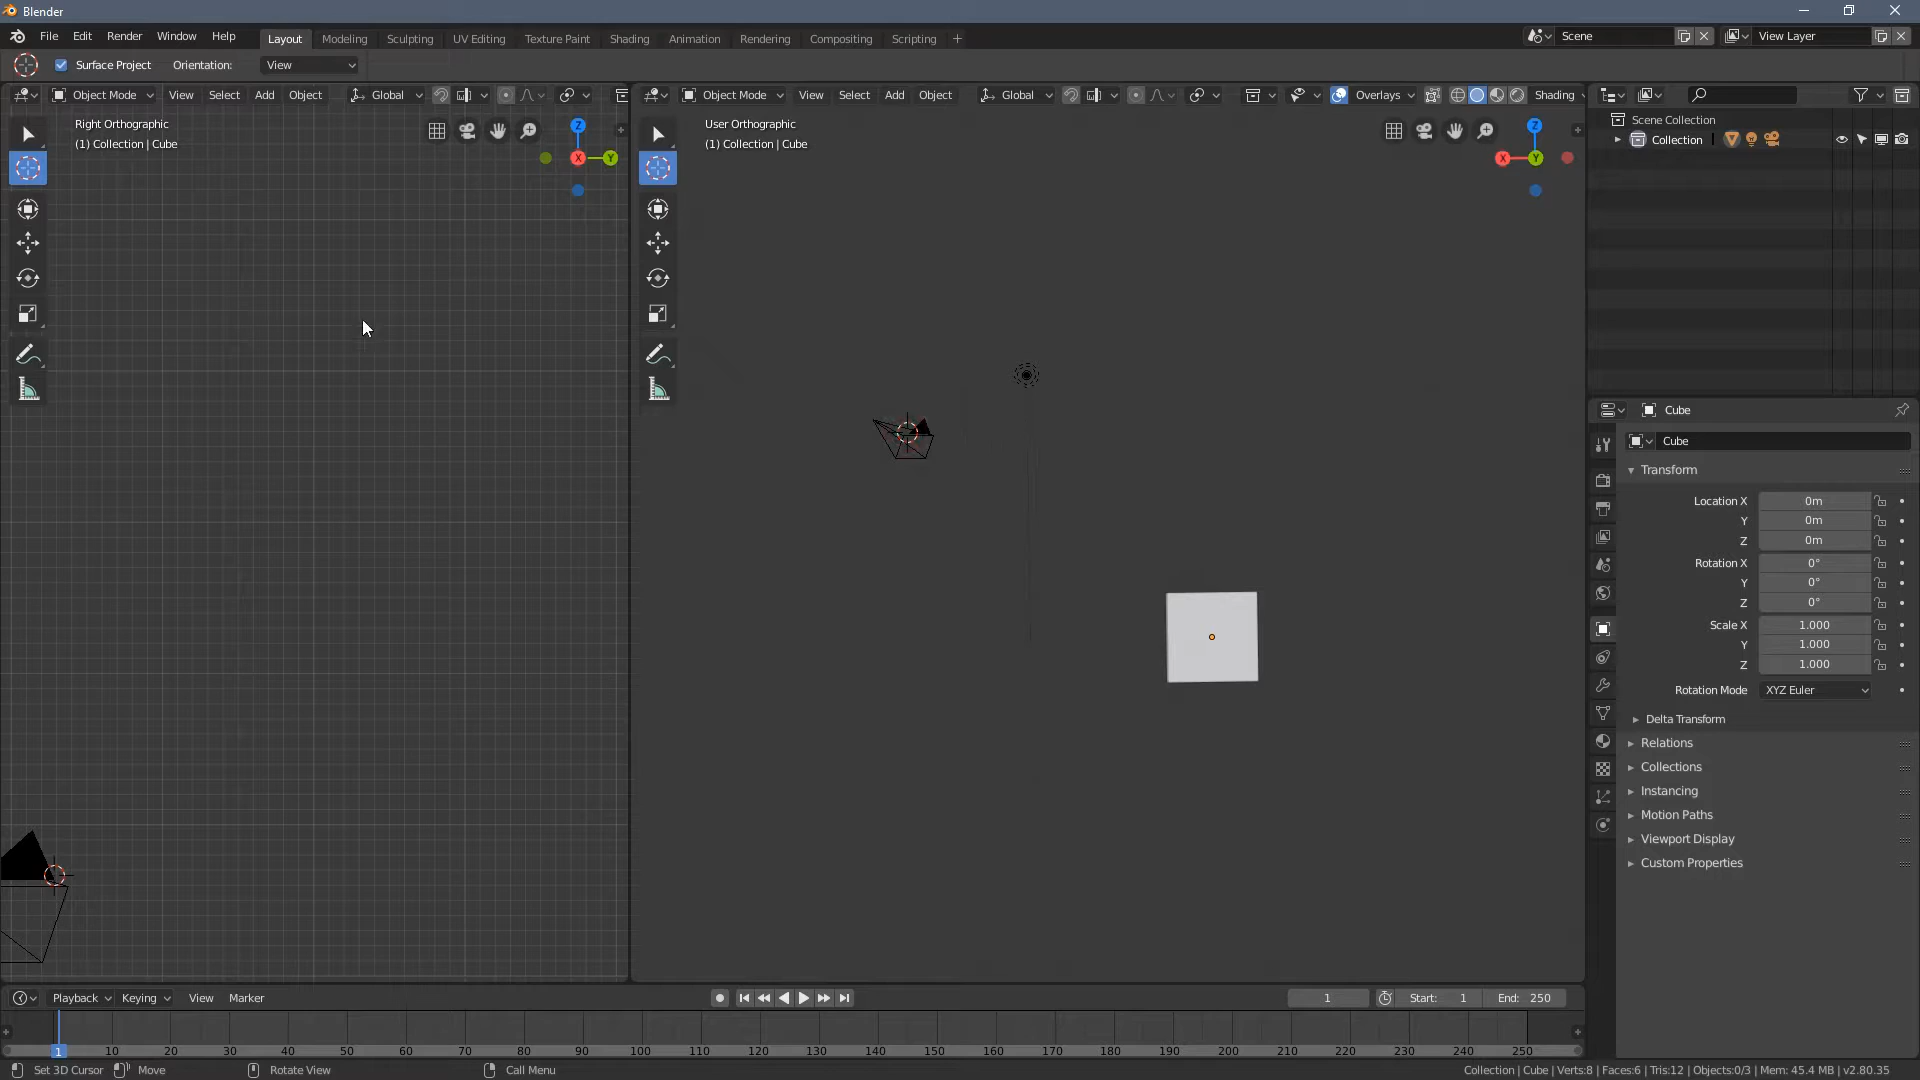 Blender
File Edit Render Window Help Layout Modeling Sculpting UV Editing Texture Paint Shading Animation Rendering Compositing Scripting + Scene View Layer
Surface Project Orientation: View
Object Mode View Select Add Object Global
Object Mode View Select Add Object Global Overlays Shading
Right Orthographic
(1) Collection | Cube
Z
X
Y
User Orthographic
(1) Collection | Cube
Z
X
Y
Scene Collection
Collection
Cube
Cube
Transform
Location X 0m
Y 0m
Z 0m
Rotation X 0°
Y 0°
Z 0°
Scale X 1.000
Y 1.000
Z 1.000
Rotation Mode XYZ Euler
Delta Transform
Relations
Collections
Instancing
Motion Paths
Viewport Display
Custom Properties
Playback Keying View Marker 1 Start: 1 End: 250
1 10 20 30 40 50 60 70 80 90 100 110 120 130 140 150 160 170 180 190 200 210 220 230 240 250
Set 3D Cursor Move Rotate View Call Menu Collection | Cube | Verts:8 | Faces:6 | Tris:12 | Objects:0/3 | Mem: 45.4 MB | v2.80.35